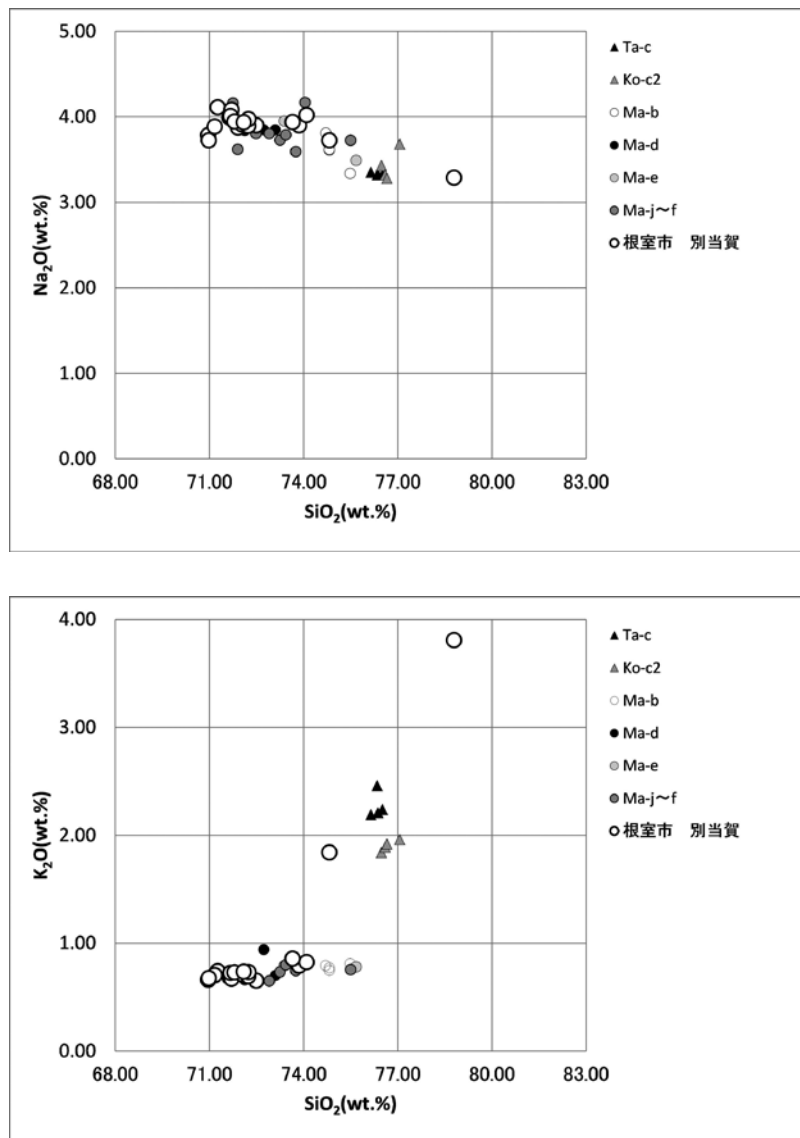 5.00
4.00
3.00
2.00
1.00
0.00
Na₂O(wt.%)
68.00 71.00 74.00 77.00 80.00 83.00
SiO₂(wt.%)
Ta-c
Ko-c2
Ma-b
Ma-d
Ma-e
Ma-j～f
根室市　別当賀
4.00
3.00
2.00
1.00
0.00
K₂O(wt.%)
68.00 71.00 74.00 77.00 80.00 83.00
SiO₂(wt.%)
Ta-c
Ko-c2
Ma-b
Ma-d
Ma-e
Ma-j～f
根室市　別当賀